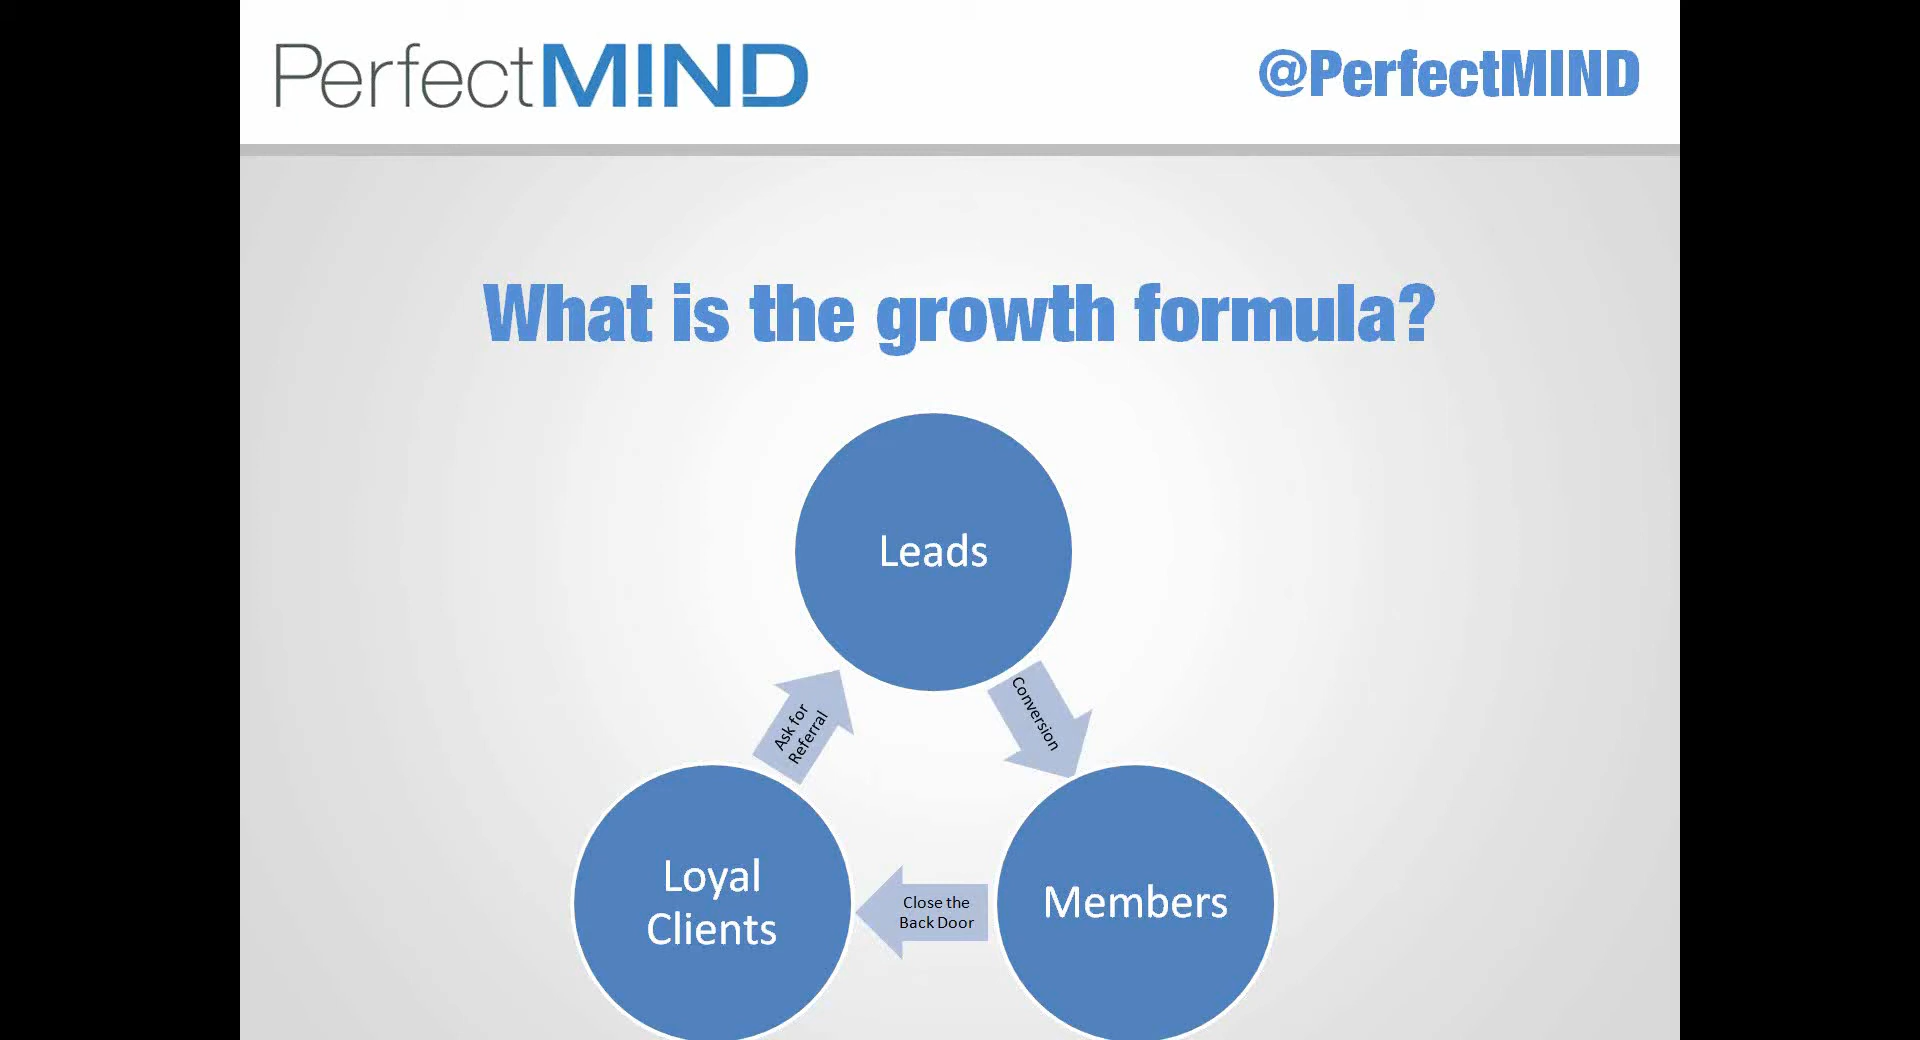 PerfectMIND
@PerfectMIND
What is the growth formula?
Leads
Conversion
Ask for
Referral
Loyal
Clients
Close the
Back Door
Members